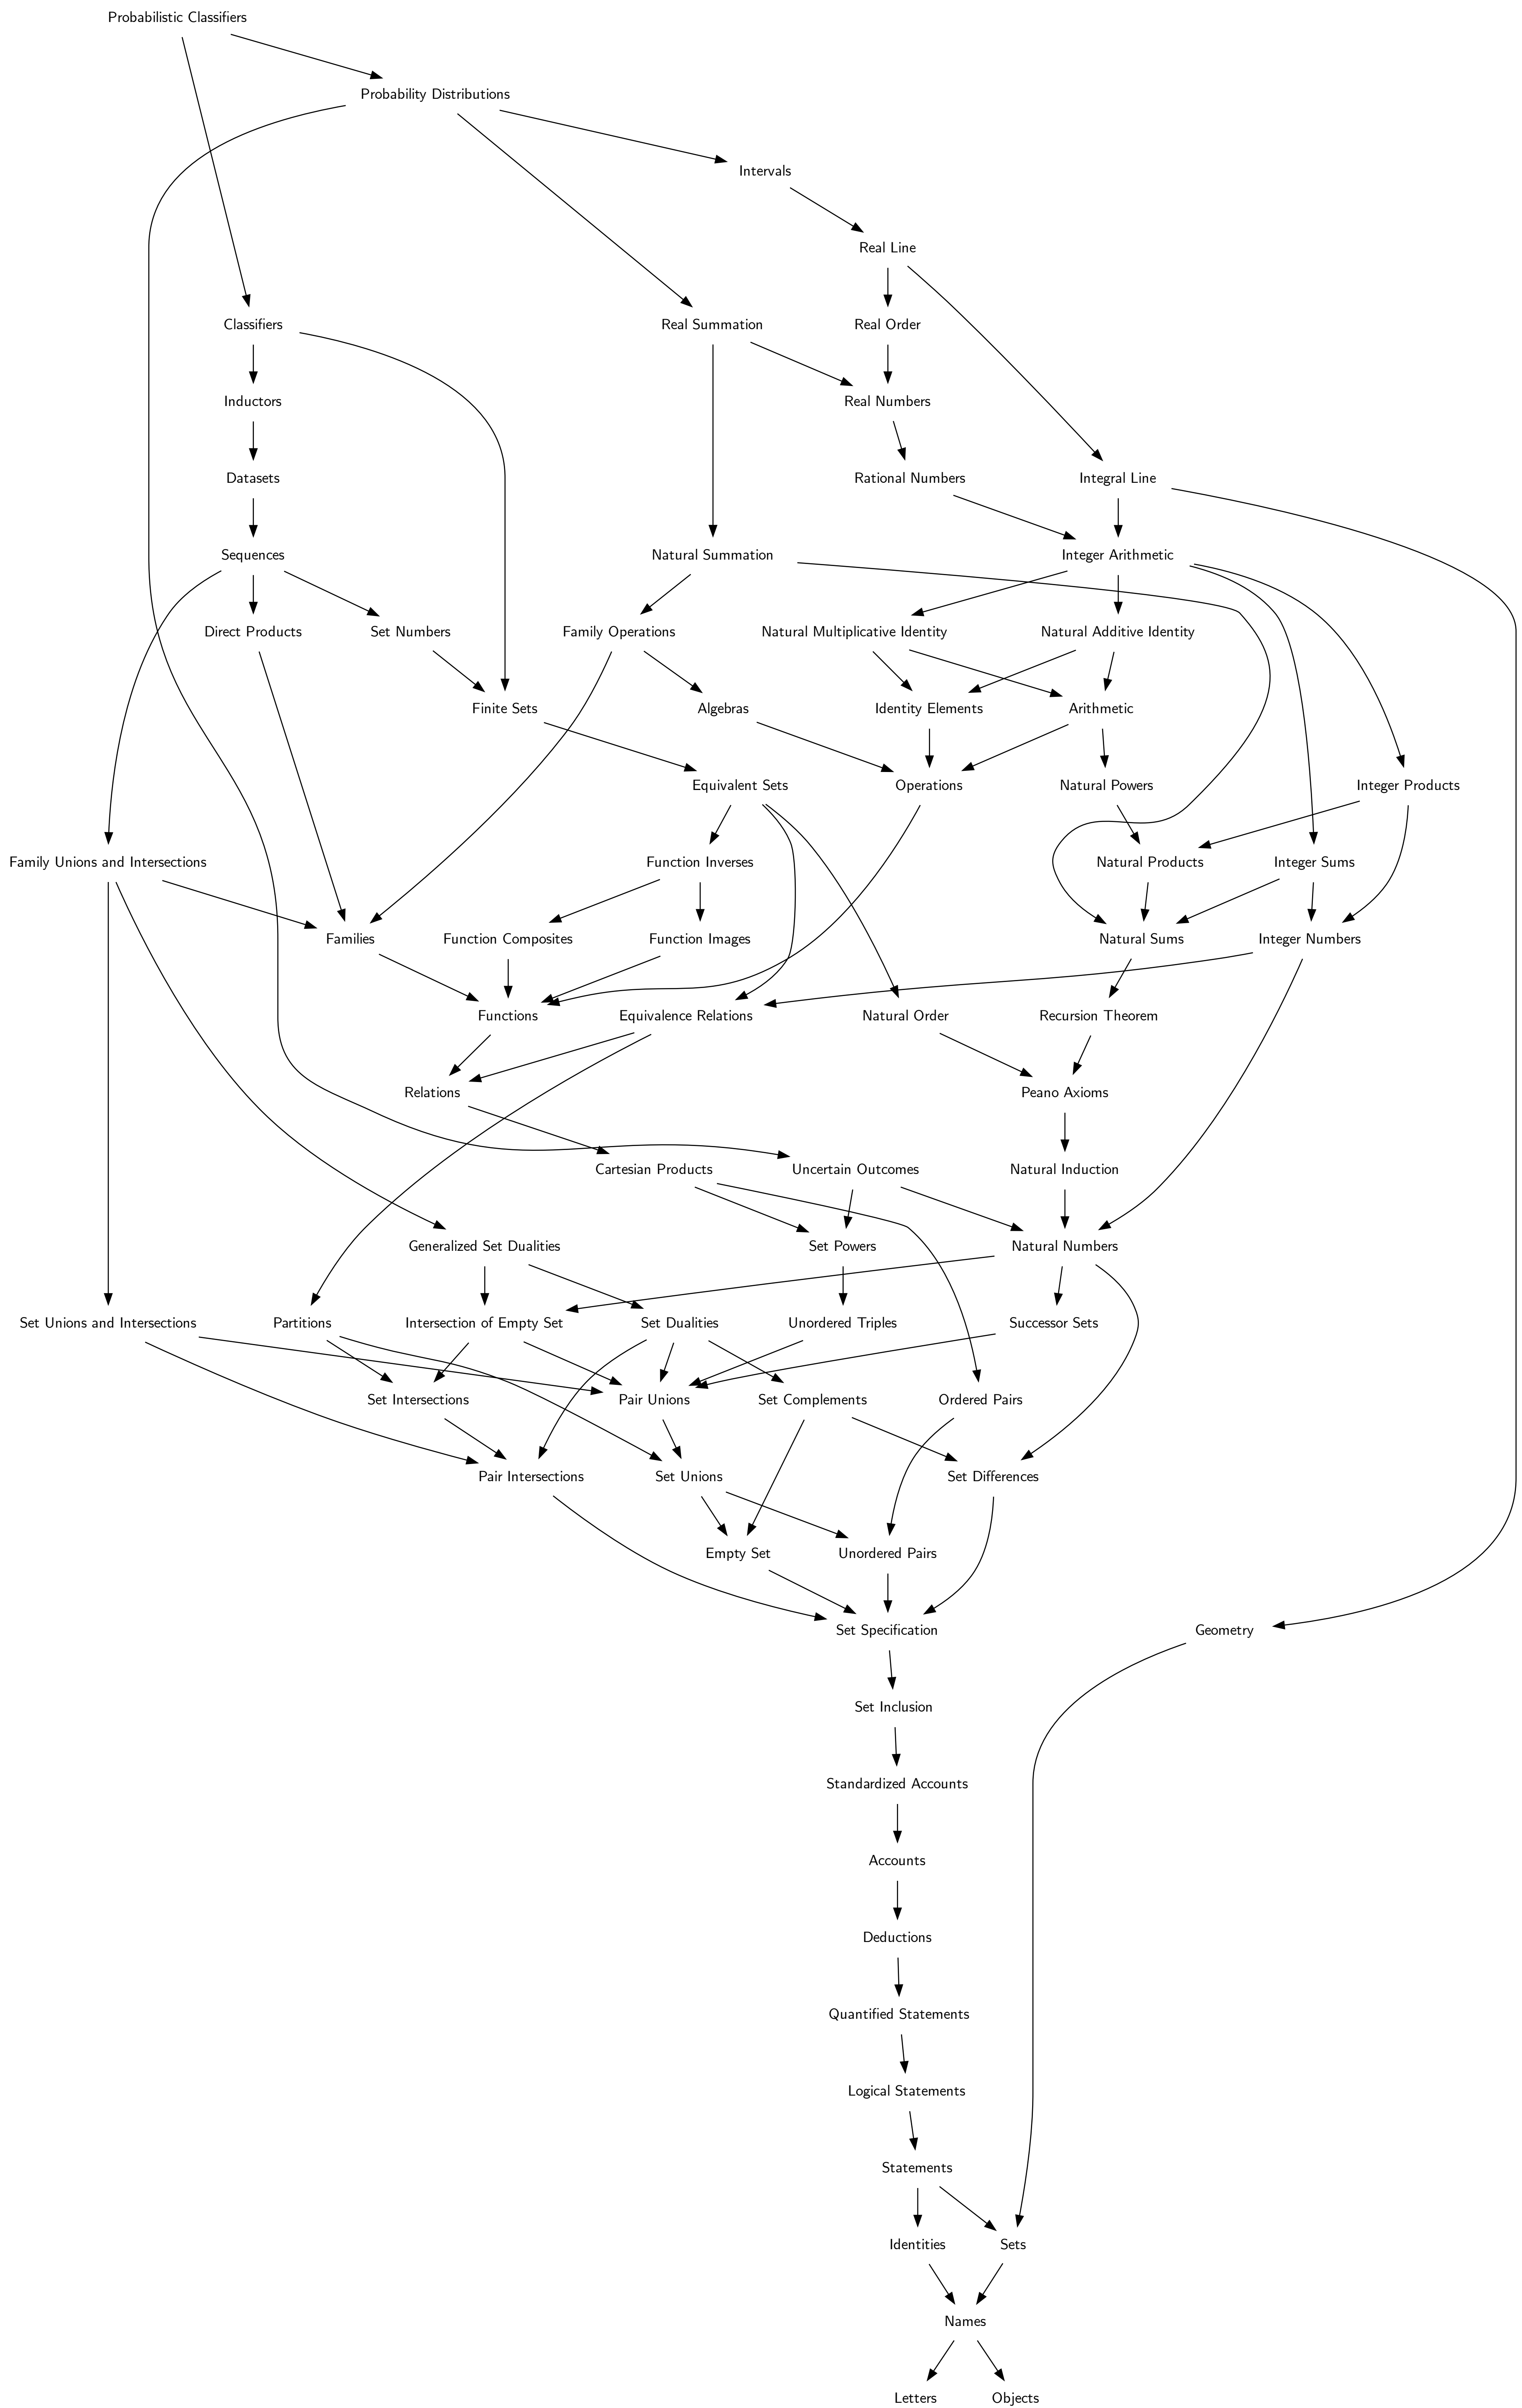 Probabilistic Classifiers
Probability Distributions
Intervals
Real Line
Classifiers
Real Summation
Real Order
Inductors
Real Numbers
Datasets
Rational Numbers
Integral Line
Sequences
Natural Summation
Integer Arithmetic
Direct Products
Set Numbers
Family Operations
Natural Multiplicative Identity
Natural Additive Identity
Finite Sets
Algebras
Identity Elements
Arithmetic
Equivalent Sets
Operations
Natural Powers
Integer Products
Family Unions and Intersections
Function Inverses
Natural Products
Integer Sums
Families
Function Composites
Function Images
Natural Sums
Integer Numbers
Functions
Equivalence Relations
Natural Order
Recursion Theorem
Relations
Peano Axioms
Cartesian Products
Uncertain Outcomes
Natural Induction
Generalized Set Dualities
Set Powers
Natural Numbers
Set Unions and Intersections
Partitions
Intersection of Empty Set
Set Dualities
Unordered Triples
Successor Sets
Set Intersections
Pair Unions
Set Complements
Ordered Pairs
Pair Intersections
Set Unions
Set Differences
Empty Set
Unordered Pairs
Set Specification
Geometry
Set Inclusion
Standardized Accounts
Accounts
Deductions
Quantified Statements
Logical Statements
Statements
Identities
Sets
Names
Letters
Objects